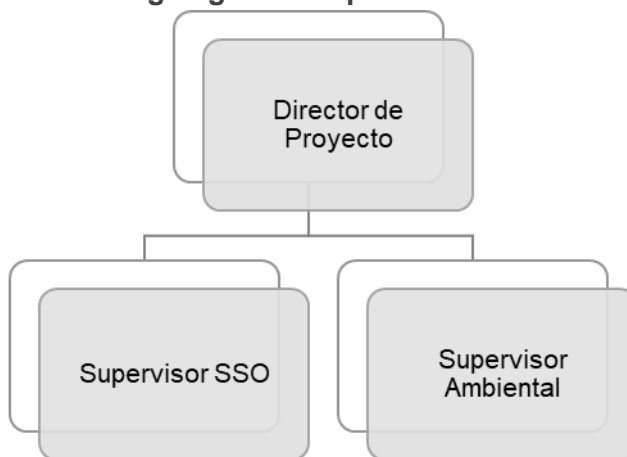 Director de
Proyecto
Supervisor SSO
Supervisor
Ambiental